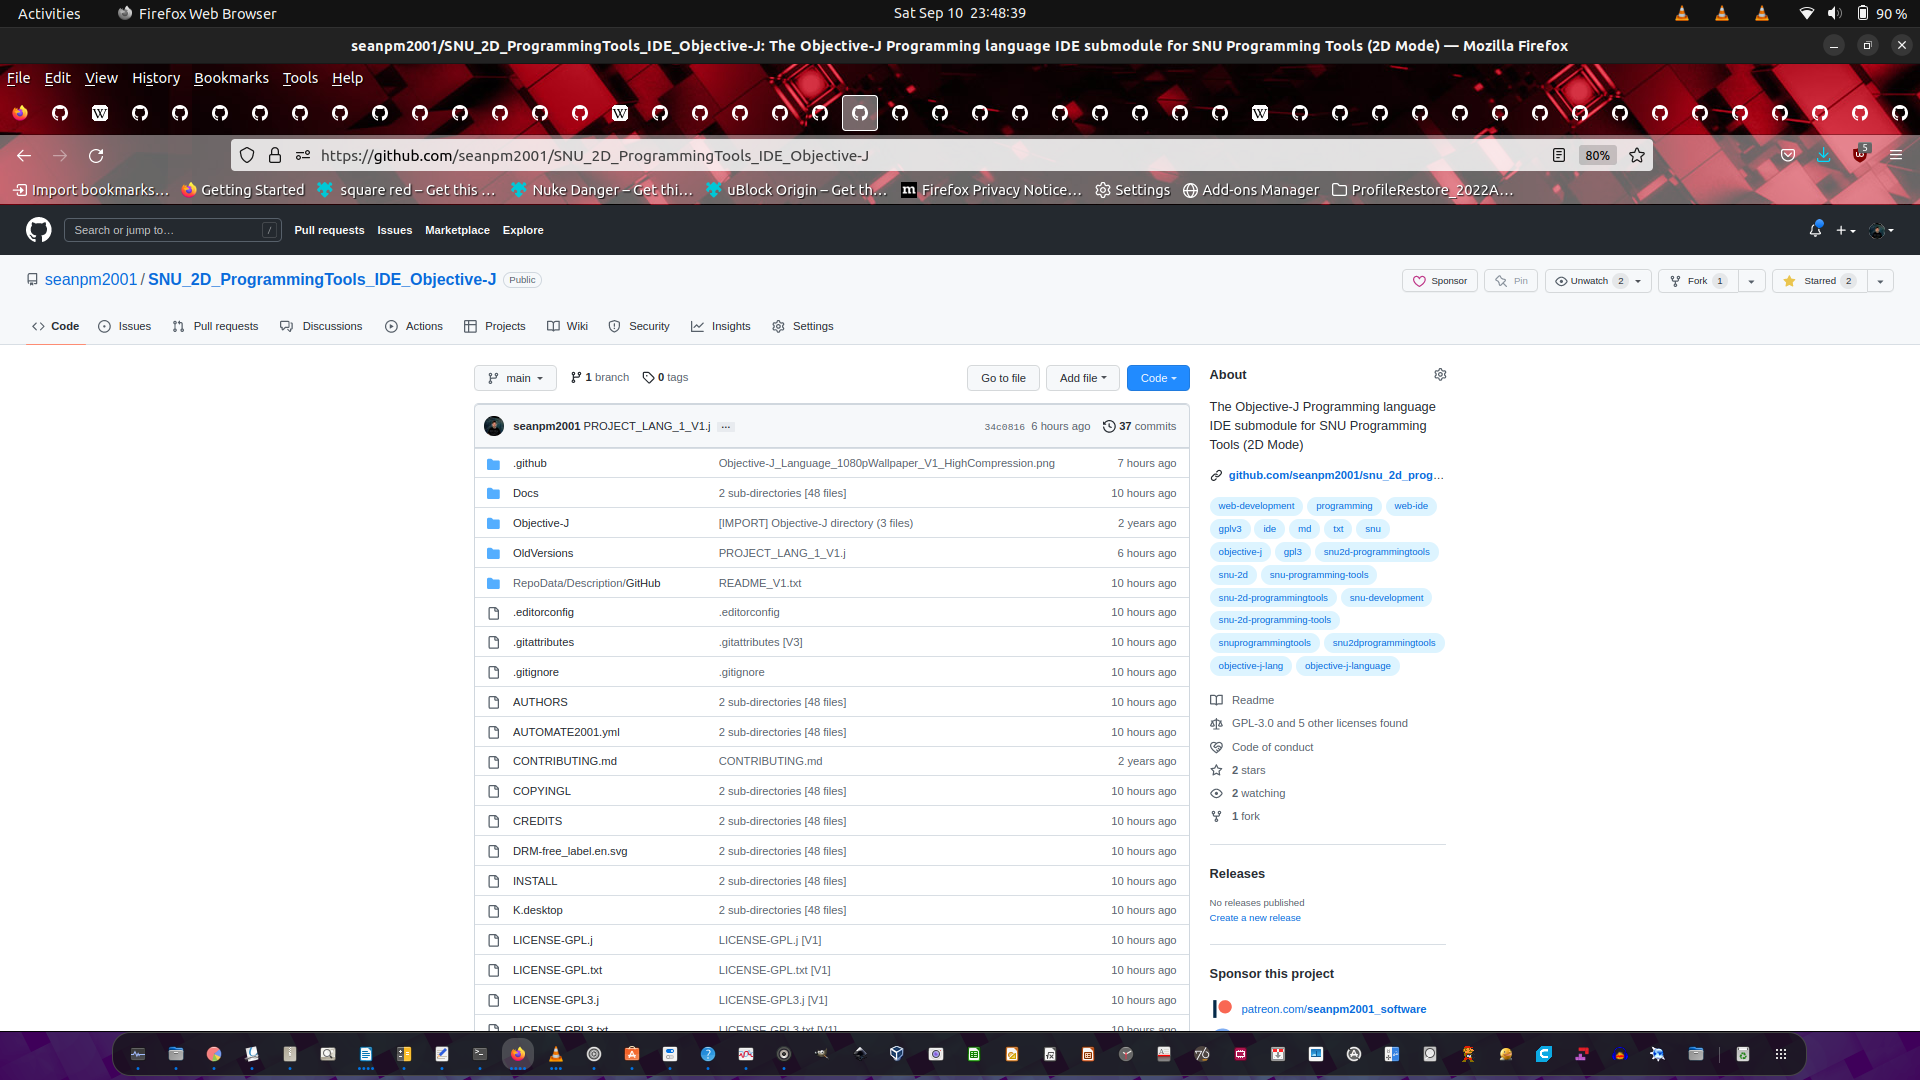 Activities Firefox Web Browser Sat Sep 10 23:48:39 90 %
seanpm2001/SNU_2D_ProgrammingTools_IDE_Objective-J: The Objective-J Programming language IDE submodule for SNU Programming Tools (2D Mode) — Mozilla Firefox
File Edit View History Bookmarks Tools Help
https://github.com/seanpm2001/SNU_2D_ProgrammingTools_IDE_Objective-J 80% 5
Import bookmarks… Getting Started square red – Get this … Nuke Danger – Get thi… uBlock Origin – Get th… Firefox Privacy Notice… Settings Add-ons Manager ProfileRestore_2022A…
Search or jump to… / Pull requests Issues Marketplace Explore
seanpm2001 / SNU_2D_ProgrammingTools_IDE_Objective-J Public Sponsor Pin Unwatch 2 Fork 1 Starred 2
Code Issues Pull requests Discussions Actions Projects Wiki Security Insights Settings
main 1 branch 0 tags Go to file Add file Code
seanpm2001 PROJECT_LANG_1_V1.j … 34c0816 6 hours ago 37 commits
.github Objective-J_Language_1080pWallpaper_V1_HighCompression.png 7 hours ago
Docs 2 sub-directories [48 files] 10 hours ago
Objective-J [IMPORT] Objective-J directory (3 files) 2 years ago
OldVersions PROJECT_LANG_1_V1.j 6 hours ago
RepoData/Description/GitHub README_V1.txt 10 hours ago
.editorconfig .editorconfig 10 hours ago
.gitattributes .gitattributes [V3] 10 hours ago
.gitignore .gitignore 10 hours ago
AUTHORS 2 sub-directories [48 files] 10 hours ago
AUTOMATE2001.yml 2 sub-directories [48 files] 10 hours ago
CONTRIBUTING.md CONTRIBUTING.md 2 years ago
COPYINGL 2 sub-directories [48 files] 10 hours ago
CREDITS 2 sub-directories [48 files] 10 hours ago
DRM-free_label.en.svg 2 sub-directories [48 files] 10 hours ago
INSTALL 2 sub-directories [48 files] 10 hours ago
K.desktop 2 sub-directories [48 files] 10 hours ago
LICENSE-GPL.j LICENSE-GPL.j [V1] 10 hours ago
LICENSE-GPL.txt LICENSE-GPL.txt [V1] 10 hours ago
LICENSE-GPL3.j LICENSE-GPL3.j [V1] 10 hours ago
LICENSE-GPL3.txt LICENSE-GPL3.txt [V1] 10 hours ago
About
The Objective-J Programming language
IDE submodule for SNU Programming
Tools (2D Mode)
github.com/seanpm2001/snu_2d_prog…
web-development programming web-ide
gplv3 ide md txt snu
objective-j gpl3 snu2d-programmingtools
snu-2d snu-programming-tools
snu-2d-programmingtools snu-development
snu-2d-programming-tools
snuprogrammingtools snu2dprogrammingtools
objective-j-lang objective-j-language
Readme
GPL-3.0 and 5 other licenses found
Code of conduct
2 stars
2 watching
1 fork
Releases
No releases published
Create a new release
Sponsor this project
patreon.com/seanpm2001_software